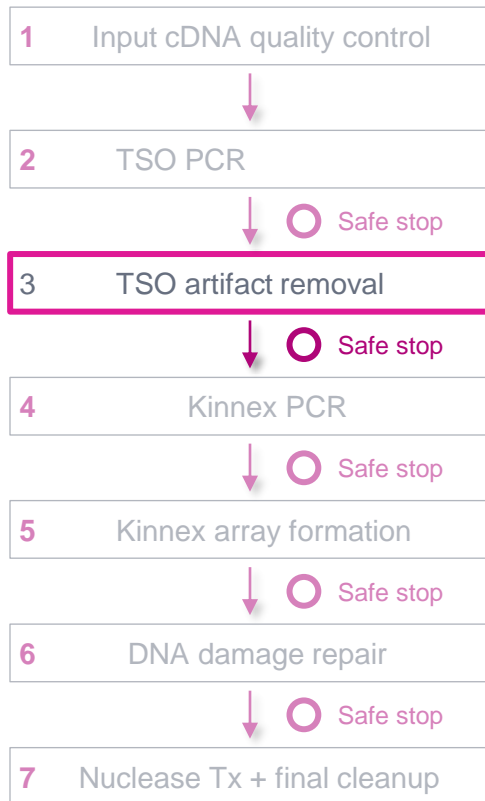 1 Input cDNA quality control
2 TSO PCR
Safe stop
3 TSO artifact removal
Safe stop
4 Kinnex PCR
Safe stop
5 Kinnex array formation
Safe stop
6 DNA damage repair
Safe stop
7 Nuclease Tx + final cleanup